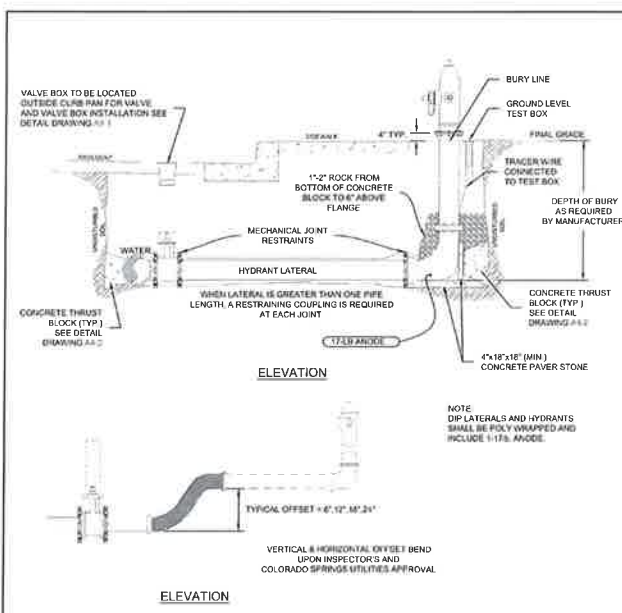 VALVE BOX TO BE LOCATED
OUTSIDE CURB PAN FOR VALVE
AND VALVE BOX INSTALLATION SEE
DETAIL DRAWING
BURY LINE
GROUND LEVEL
TEST BOX
4" TYP.
FINAL GRADE
TRACER WIRE
CONNECTED
TO TEST BOX
1"-2" ROCK FROM
BOTTOM OF CONCRETE
BLOCK TO 6" ABOVE
FLANGE
DEPTH OF BURY
AS REQUIRED
BY MANUFACTURER
UNDISTURBED
SOIL
UNDISTURBED
SOIL
MECHANICAL JOINT
RESTRAINTS
WATER
HYDRANT LATERAL
WHEN LATERAL IS GREATER THAN ONE PIPE
LENGTH, A RESTRAINING COUPLING IS REQUIRED
AT EACH JOINT
CONCRETE THRUST
BLOCK (TYP.)
SEE DETAIL
DRAWING
CONCRETE THRUST
BLOCK (TYP.)
SEE DETAIL
DRAWING
17-LB ANODE
4"x18"x18" (MIN.)
CONCRETE PAVER STONE
ELEVATION
NOTE:
DIP LATERALS AND HYDRANTS
SHALL BE POLY WRAPPED AND
INCLUDE 1-17lb. ANODE.
TYPICAL OFFSET = 6",12",18",24"
VERTICAL & HORIZONTAL OFFSET BEND
UPON INSPECTOR'S AND
COLORADO SPRINGS UTILITIES APPROVAL
ELEVATION